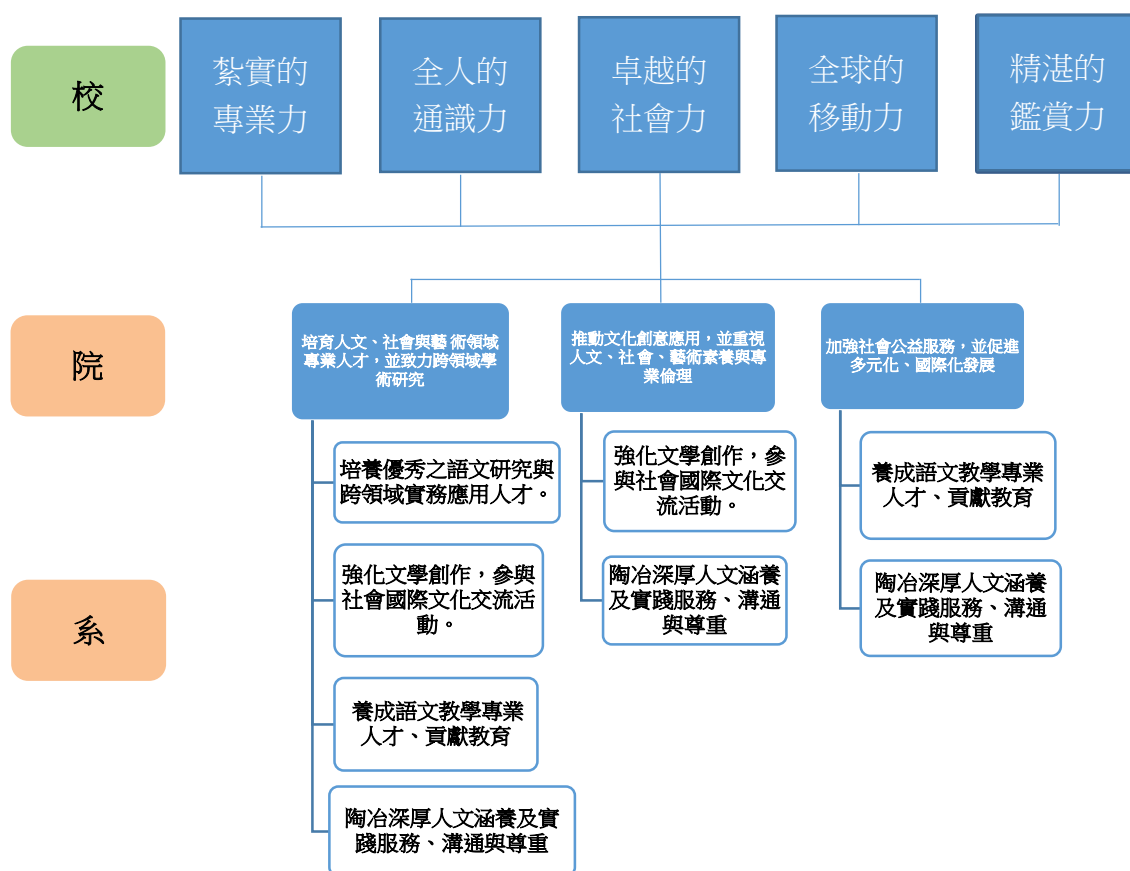 校
紮實的
專業力
全人的
通識力
卓越的
社會力
全球的
移動力
精湛的
鑑賞力
院
培育人文、社會與藝 術領域
專業人才，並致力跨領域學
術研究
推動文化創意應用，並重視
人文、社會、藝術素養與專
業倫理
加強社會公益服務，並促進
多元化、國際化發展
系
培養優秀之語文研究與
跨領域實務應用人才。
強化文學創作，參與
社會國際文化交流活
動。
養成語文教學專業
人才、貢獻教育
陶冶深厚人文涵養及實
踐服務、溝通與尊重
強化文學創作，參
與社會國際文化交
流活動。
陶冶深厚人文涵養
及實踐服務、溝通
與尊重
養成語文教學專業
人才、貢獻教育
陶冶深厚人文涵養
及實踐服務、溝通
與尊重